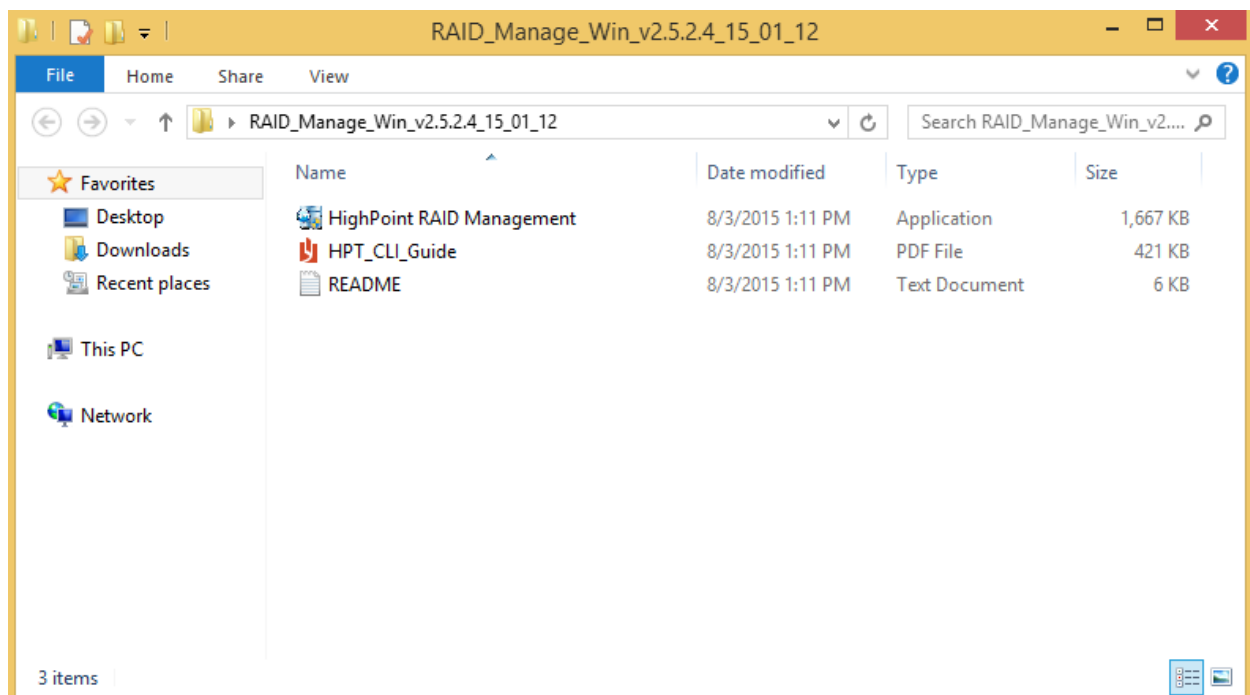 RAID_Manage_Win_v2.5.2.4_15_01_12
File Home Share View
RAID_Manage_Win_v2.5.2.4_15_01_12 Search RAID_Manage_Win_v2....
Favorites
Desktop
Downloads
Recent places
This PC
Network
Name Date modified Type Size
HighPoint RAID Management 8/3/2015 1:11 PM Application 1,667 KB
HPT_CLI_Guide 8/3/2015 1:11 PM PDF File 421 KB
README 8/3/2015 1:11 PM Text Document 6 KB
3 items